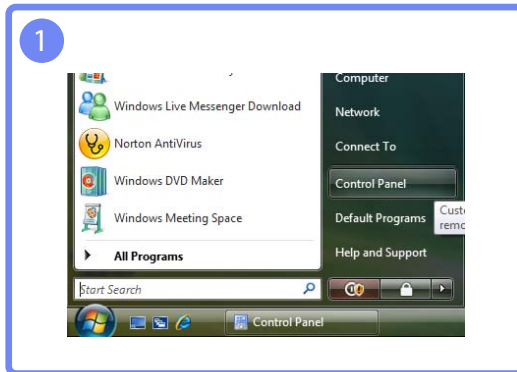 1
Computer
Windows Live Messenger Download
Network
Norton AntiVirus
Connect To
Windows DVD Maker
Control Panel
Windows Meeting Space
Default Programs
All Programs
Help and Support
Start Search
Control Panel